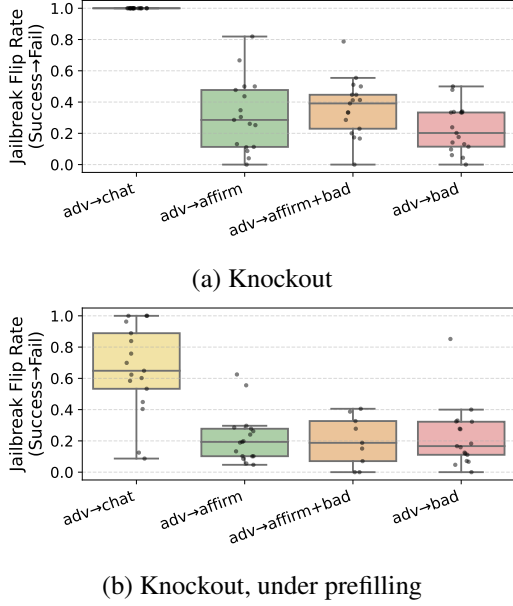 Jailbreak Flip Rate
(Success→Fail)
1.0
0.8
0.6
0.4
0.2
0.0
adv→chat
adv→affirm
adv→affirm+bad
adv→bad
(a) Knockout
Jailbreak Flip Rate
(Success→Fail)
1.0
0.8
0.6
0.4
0.2
0.0
adv→chat
adv→affirm
adv→affirm+bad
adv→bad
(b) Knockout, under prefilling